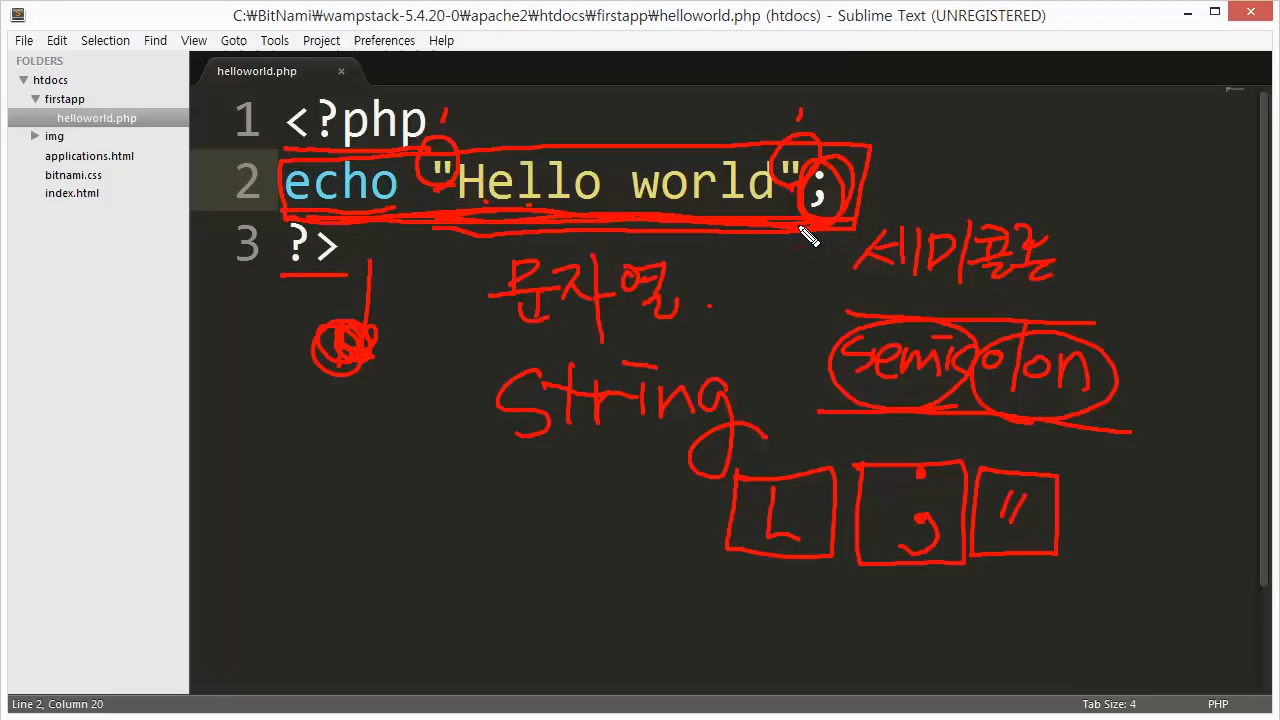 C:₩BitNami₩wampstack-5.4.20-0₩apache2₩htdocs₩firstapp₩helloworld.php (htdocs) - Sublime Text (UNREGISTERED)
File Edit Selection Find View Goto Tools Project Preferences Help
FOLDERS
htdocs
firstapp
helloworld.php
img
applications.html
bitnami.css
index.html
helloworld.php
1 <?php
2 echo "Hello world";
3 ?>
' '
세미콜론
문자열.
semicolon
String
L ; "
Line 2, Column 20
Tab Size: 4
PHP